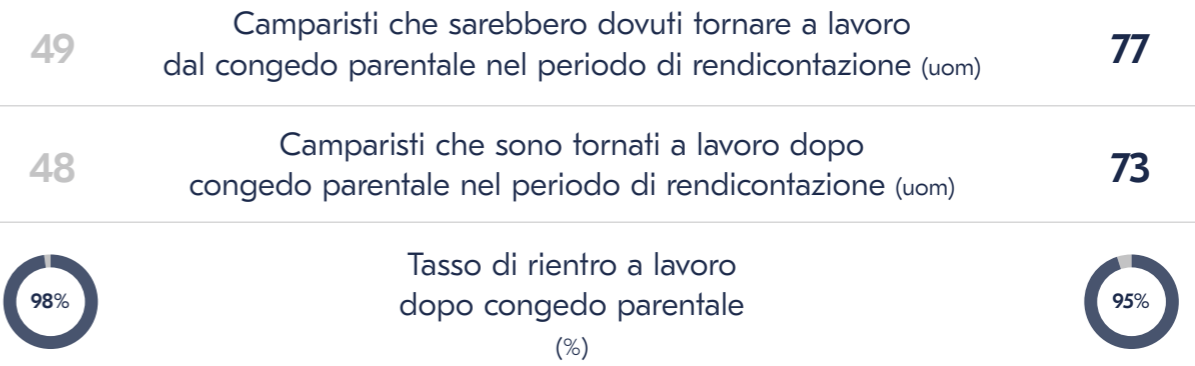 Camparisti che sarebbero dovuti tornare a lavoro
49 dal congedo parentale nel periodo di rendicontazione (uom) 77
Camparisti che sono tornati a lavoro dopo
48 congedo parentale nel periodo di rendicontazione (uom) 73
Tasso di rientro a lavoro
98% dopo congedo parentale 95%
(%)